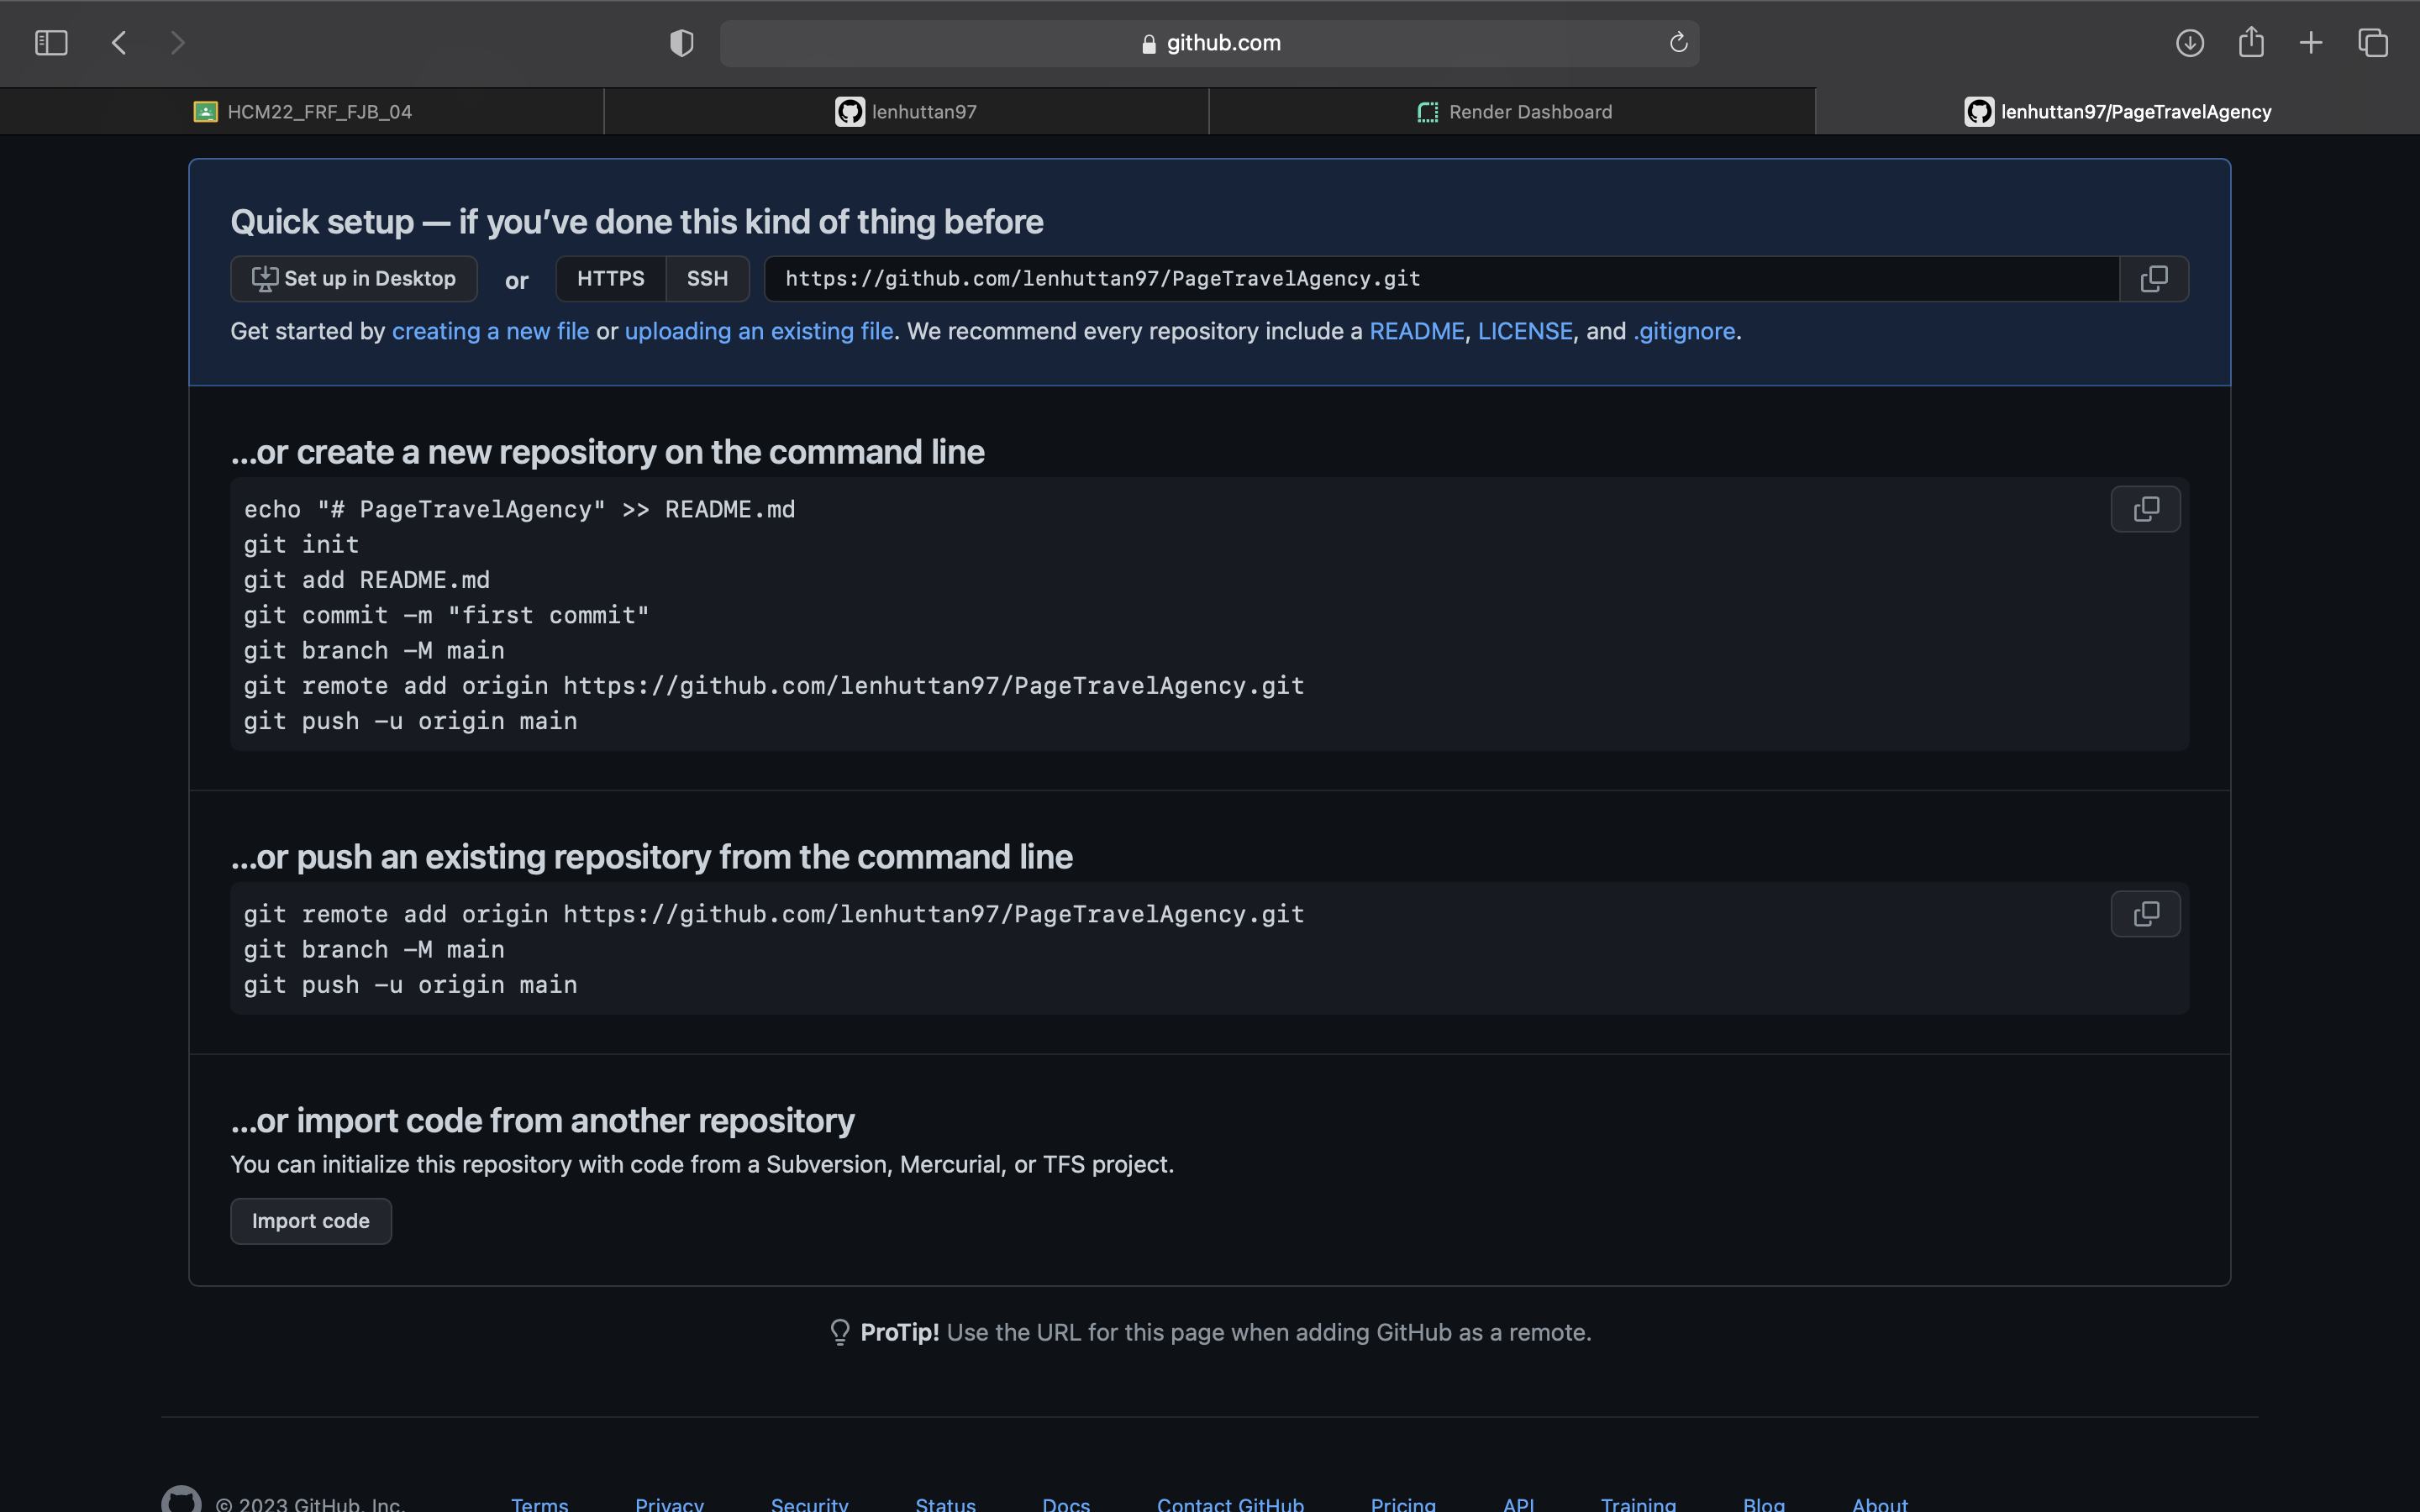 github.com
HCM22_FRF_FJB_04
lenhuttan97
Render Dashboard
lenhuttan97/PageTravelAgency
Quick setup — if you’ve done this kind of thing before
Set up in Desktop or HTTPS SSH https://github.com/lenhuttan97/PageTravelAgency.git
Get started by creating a new file or uploading an existing file. We recommend every repository include a README, LICENSE, and .gitignore.
…or create a new repository on the command line
echo "# PageTravelAgency" >> README.md
git init
git add README.md
git commit -m "first commit"
git branch -M main
git remote add origin https://github.com/lenhuttan97/PageTravelAgency.git
git push -u origin main
…or push an existing repository from the command line
git remote add origin https://github.com/lenhuttan97/PageTravelAgency.git
git branch -M main
git push -u origin main
…or import code from another repository
You can initialize this repository with code from a Subversion, Mercurial, or TFS project.
Import code
ProTip! Use the URL for this page when adding GitHub as a remote.
© 2023 GitHub, Inc. Terms Privacy Security Status Docs Contact GitHub Pricing API Training Blog About